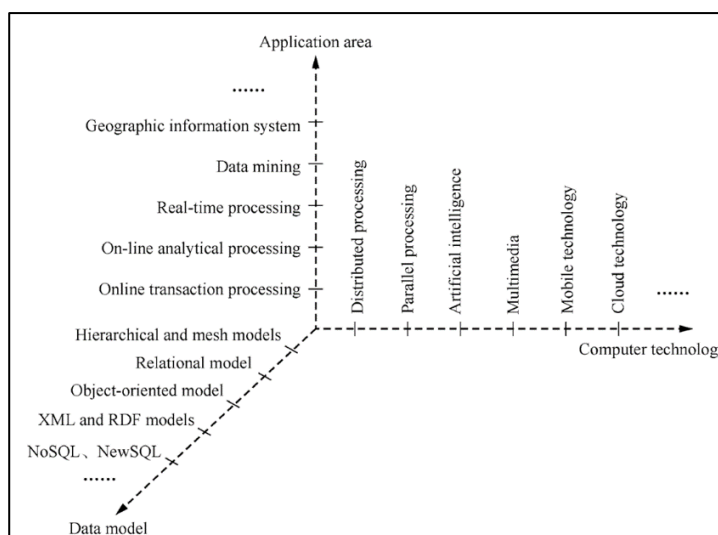 Application area
......
Geographic information system
Data mining
Real-time processing
On-line analytical processing
Online transaction processing
Distributed processing
Parallel processing
Artificial intelligence
Multimedia
Mobile technology
Cloud technology
......
Computer technolog
Hierarchical and mesh models
Relational model
Object-oriented model
XML and RDF models
NoSQL、NewSQL
......
Data model